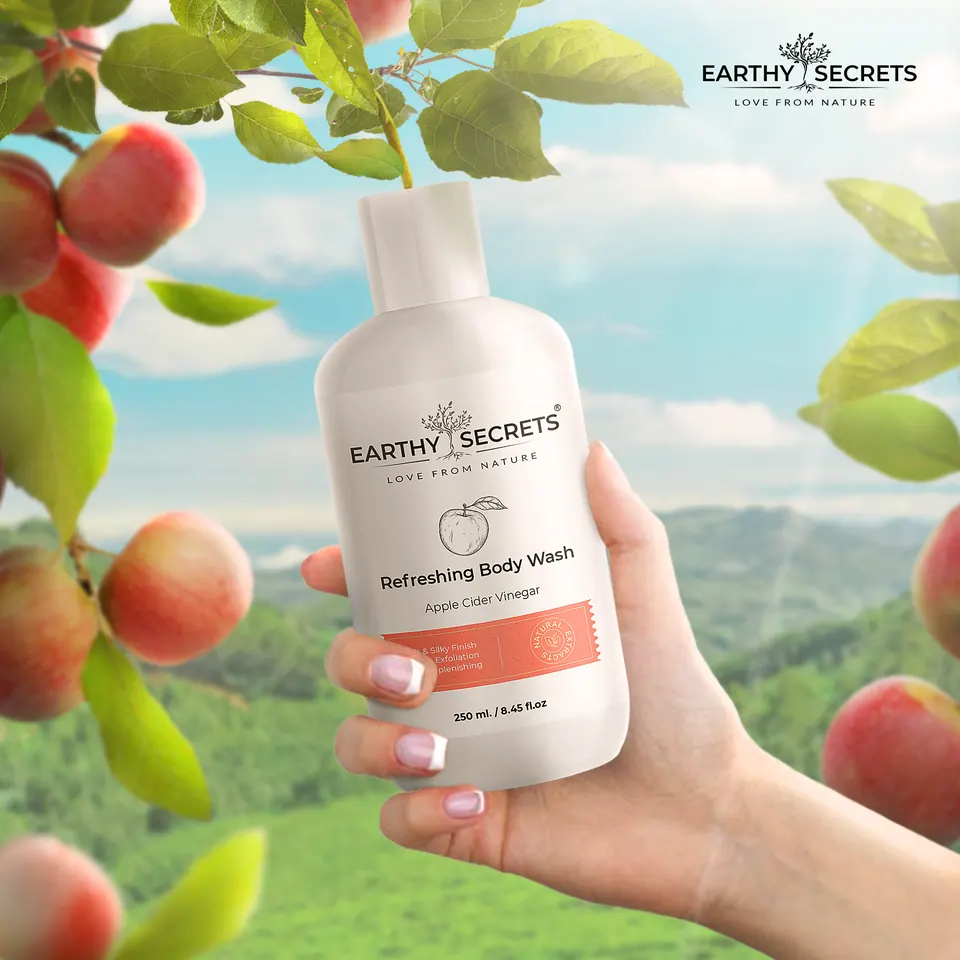 EARTHY SECRETS
LOVE FROM NATURE
EARTHY SECRETS®
LOVE FROM NATURE
Refreshing Body Wash
Apple Cider Vinegar
& Silky Finish
Exfoliation
NATURAL EXTRACTS
250 ml. / 8.45 fl.oz